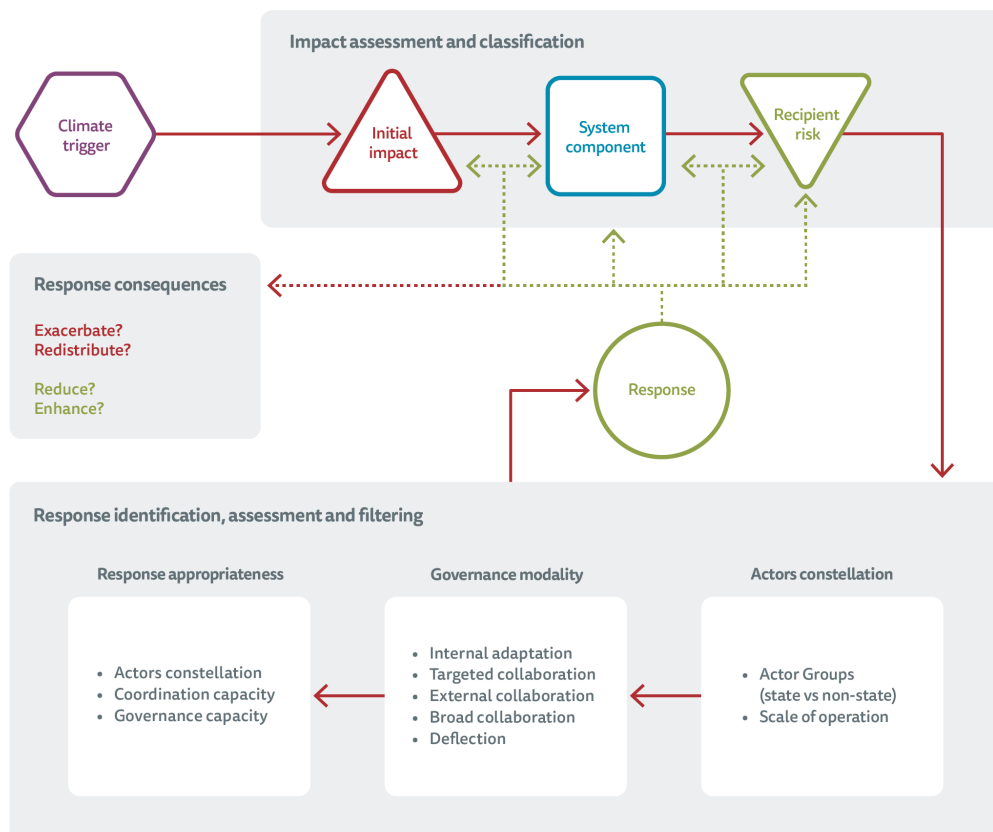 Impact assessment and classification
Climate
trigger
Initial
impact
System
component
Recipient
risk
Response consequences
Exacerbate?
Redistribute?
Reduce?
Enhance?
Response
Response identification, assessment and filtering
Response appropriateness
• Actors constellation
• Coordination capacity
• Governance capacity
Governance modality
• Internal adaptation
• Targeted collaboration
• External collaboration
• Broad collaboration
• Deflection
Actors constellation
• Actor Groups
(state vs non-state)
• Scale of operation